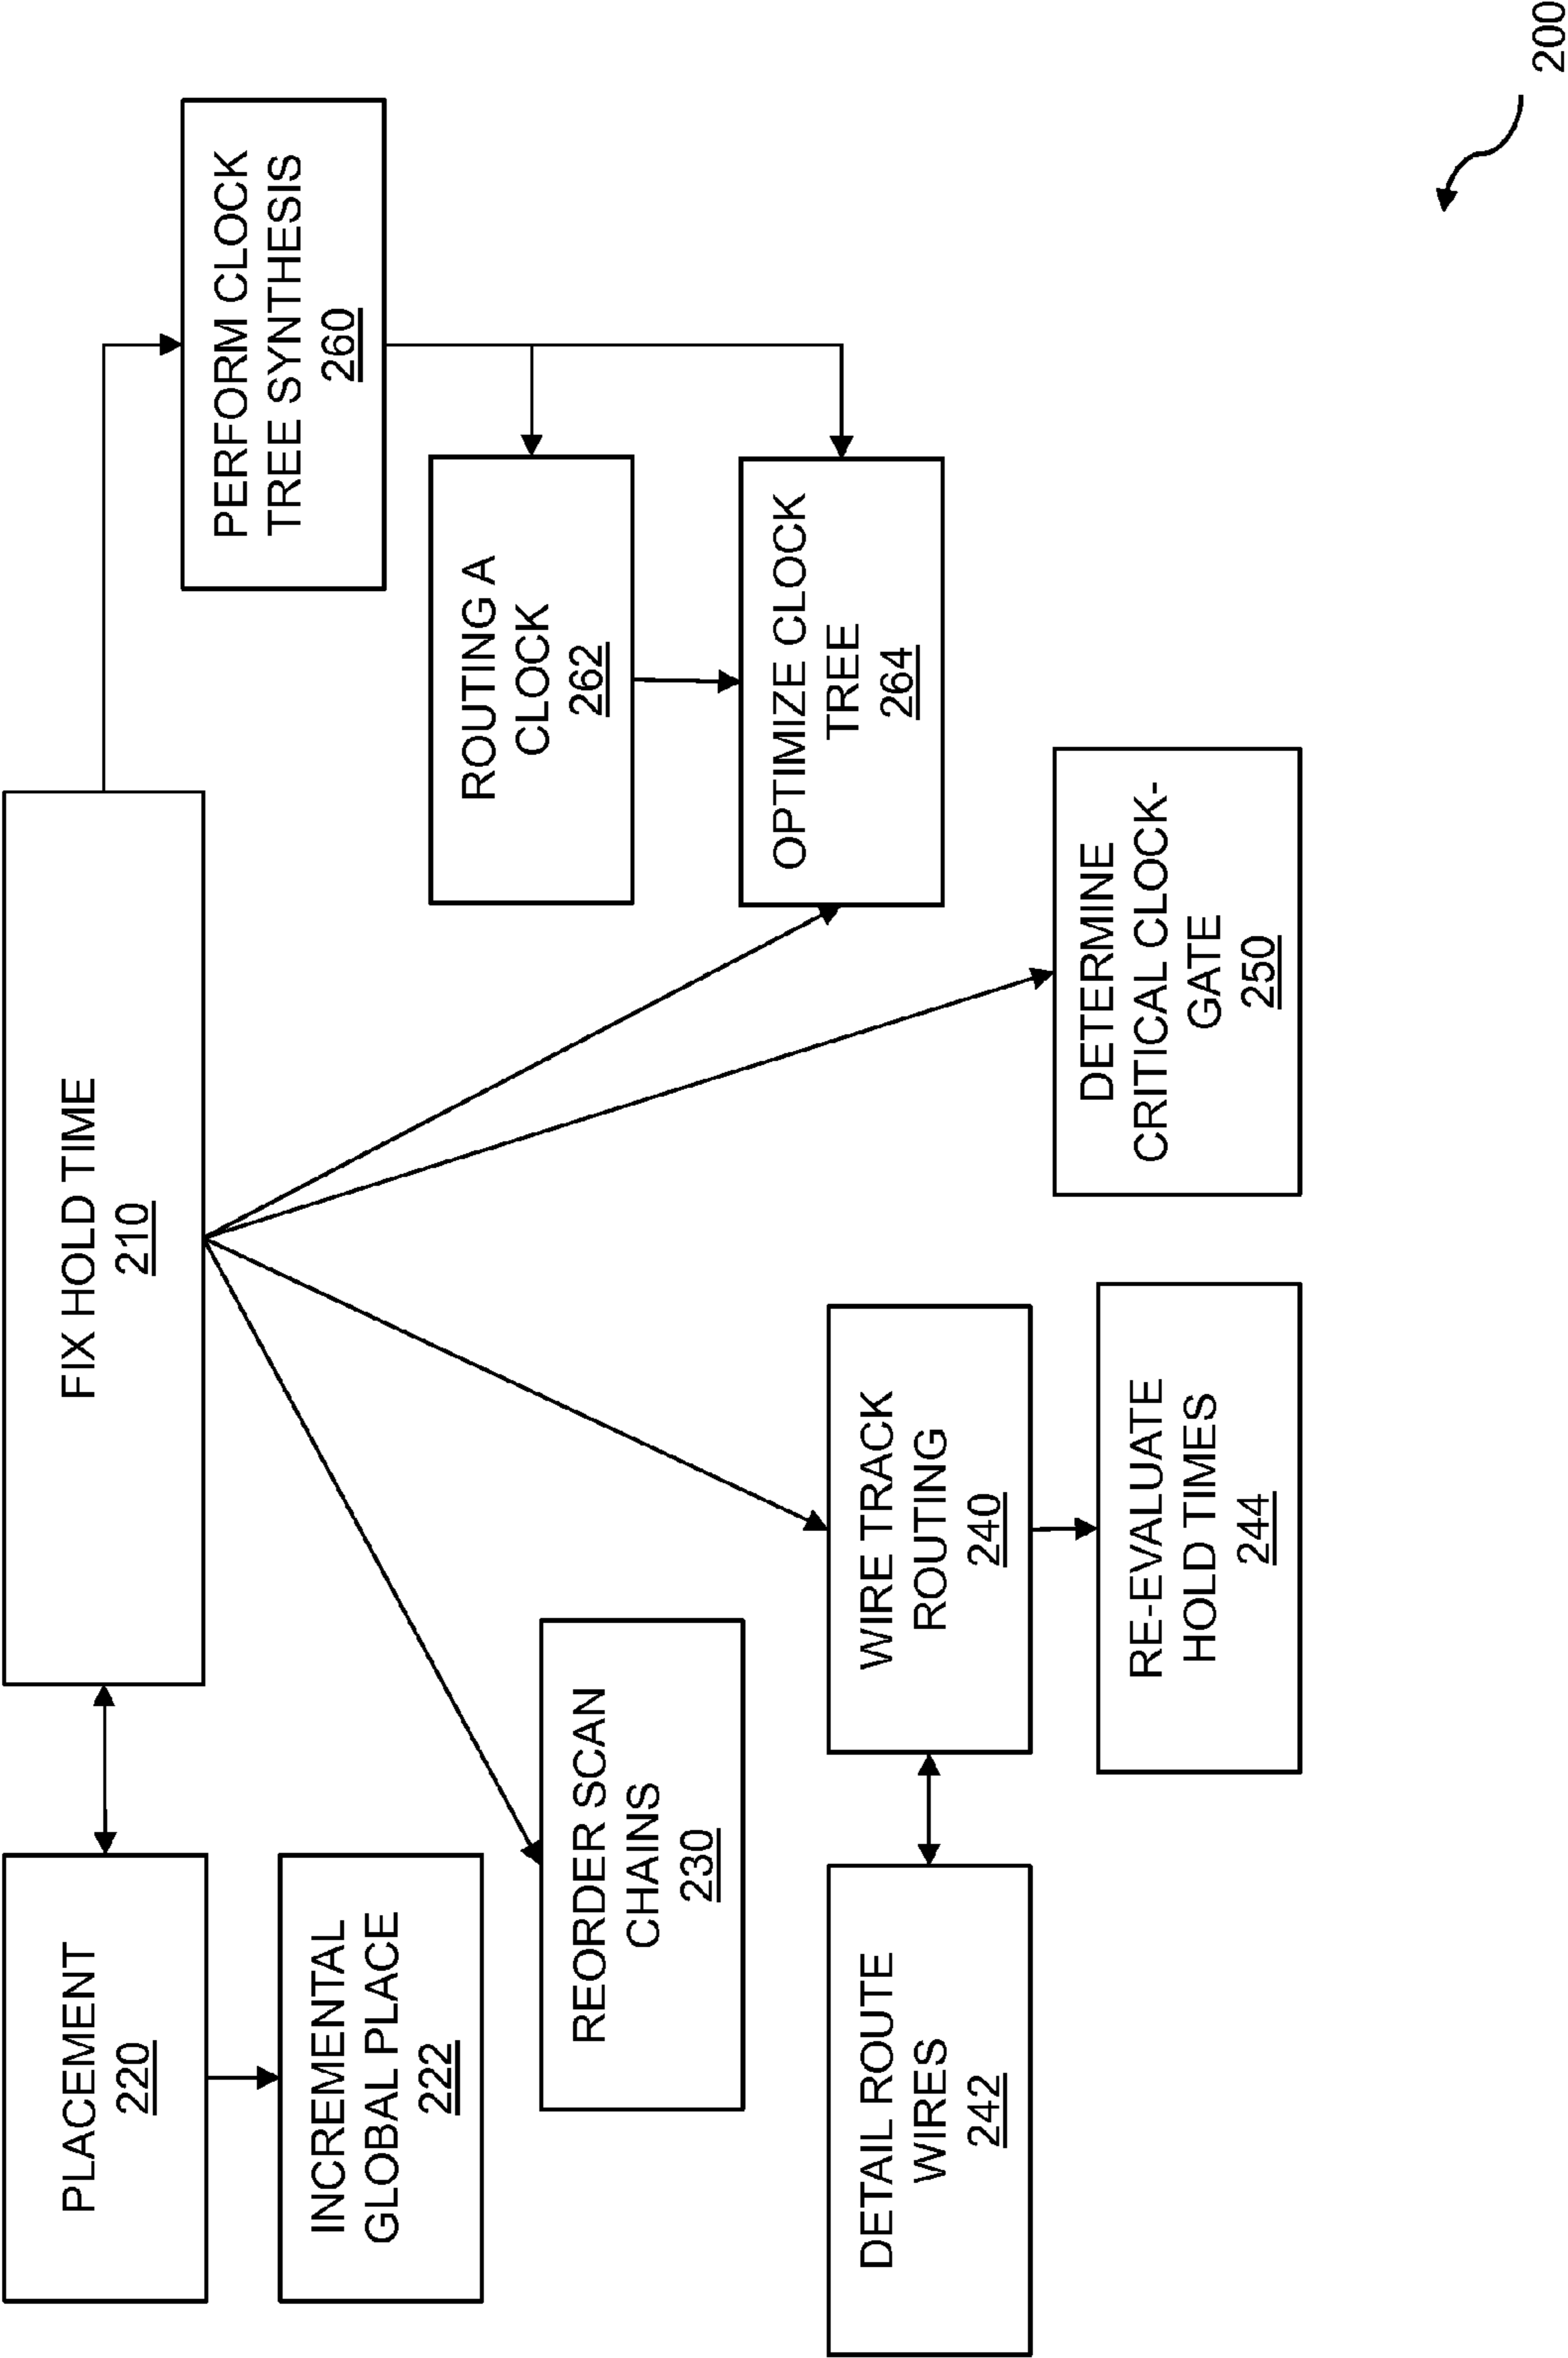 PLACEMENT
220
FIX HOLD TIME
210
PERFORM CLOCK
TREE SYNTHESIS
260
INCREMENTAL
GLOBAL PLACE
222
ROUTING A
CLOCK
262
REORDER SCAN
CHAINS
230
OPTIMIZE CLOCK
TREE
264
DETAIL ROUTE
WIRES
242
WIRE TRACK
ROUTING
240
DETERMINE
CRITICAL CLOCK-
GATE
250
RE-EVALUATE
HOLD TIMES
244
200